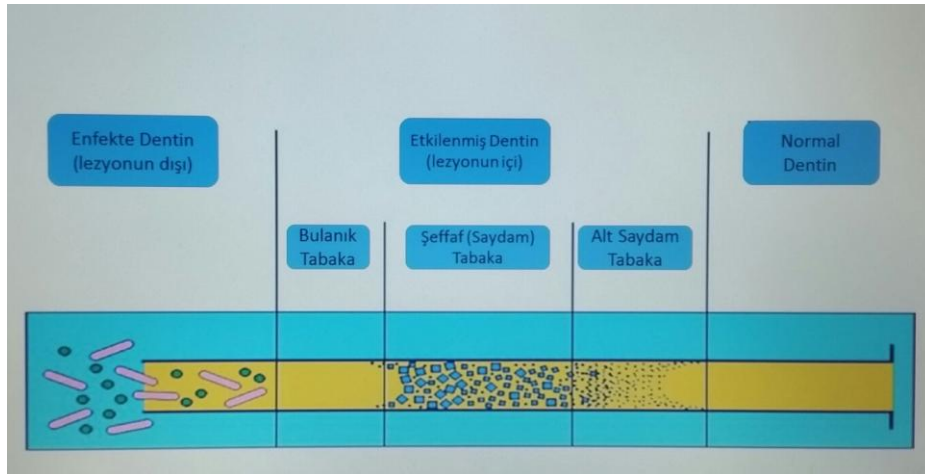 Enfekte Dentin
(lezyonun dışı)
Etkilenmiş Dentin
(lezyonun içi)
Normal
Dentin
Bulanık
Tabaka
Şeffaf (Saydam)
Tabaka
Alt Saydam
Tabaka